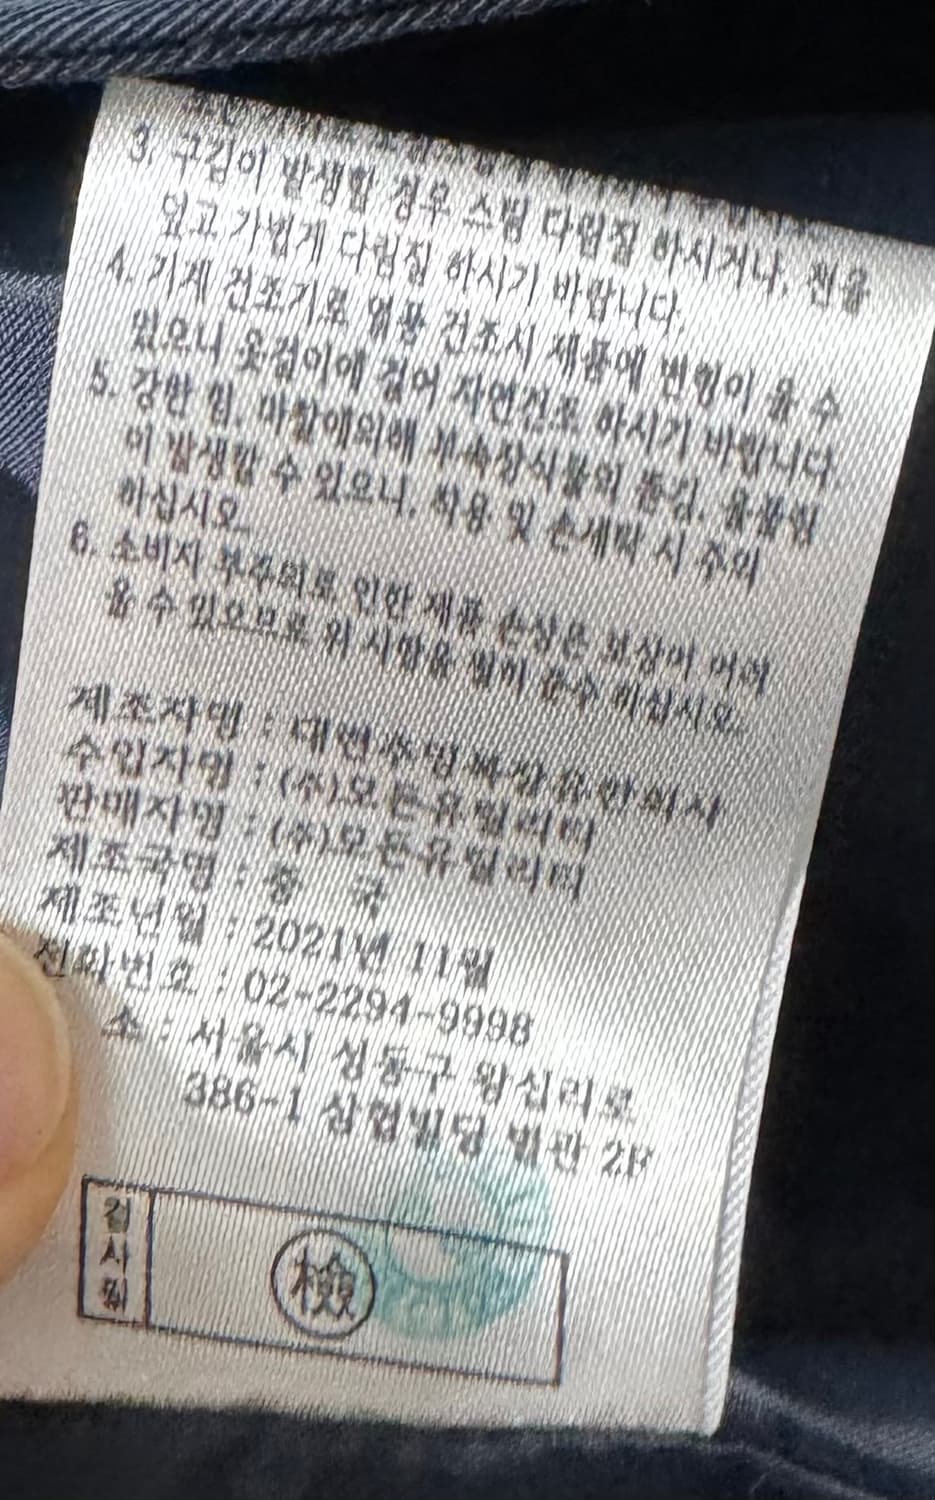 3. 구김이 발생할 경우 스팀 다림질 하시거나, 천을
덮고 가볍게 다림질 하시기 바랍니다.
4. 기계 건조기로 열풍 건조시 제품에 변형이 올 수
있으니 옷걸이에 걸어 자연건조 하시기 바랍니다.
5. 강한 힘, 마찰에의해 부속장식물의 뜯김, 올풀림
이 발생할 수 있으니, 착용 및 손세탁 시 주의
하십시오.
6. 소비자 부주의로 인한 제품 손상은 보상이 어려
울 수 있으므로 위 사항을 필히 준수 하십시오.
제조자명 : 대련
수입자명 : (주)모든유틸리티
판매자명 : (주)모든유틸리티
제조국명 : 중 국
제조년월 : 2021년 11월
전화번호 : 02-2294-9998
소 : 서울시 성동구 왕십리로
386-1 삼협빌딩 별관 2F
검사필
檢